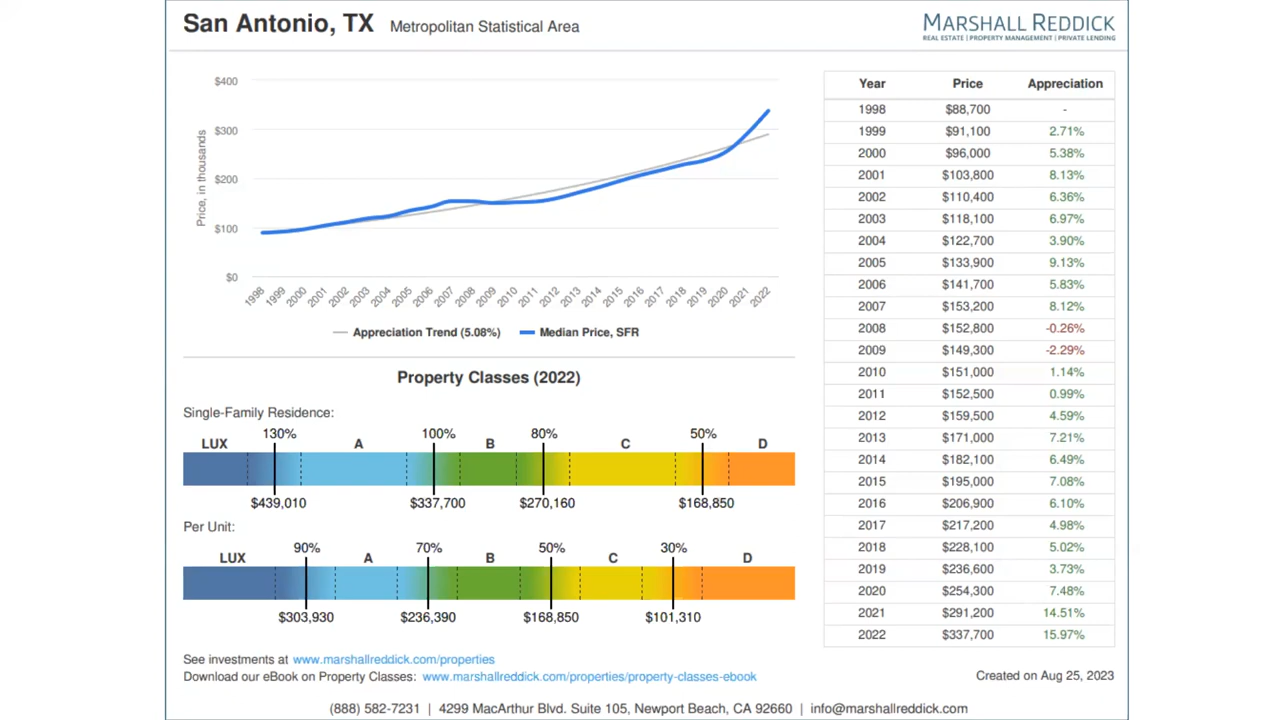 San Antonio, TX Metropolitan Statistical Area
MARSHALL REDDICK
REAL ESTATE | PROPERTY MANAGEMENT | PRIVATE LENDING
Price, in thousands
$400
$300
$200
$100
$0
1998 1999 2000 2001 2002 2003 2004 2005 2006 2007 2008 2009 2010 2011 2012 2013 2014 2015 2016 2017 2018 2019 2020 2021 2022
Appreciation Trend (5.08%) Median Price, SFR
Property Classes (2022)
Single-Family Residence:
130% 100% 80% 50%
LUX A B C D
$439,010 $337,700 $270,160 $168,850
Per Unit:
90% 70% 50% 30%
LUX A B C D
$303,930 $236,390 $168,850 $101,310
Year Price Appreciation
1998 $88,700 -
1999 $91,100 2.71%
2000 $96,000 5.38%
2001 $103,800 8.13%
2002 $110,400 6.36%
2003 $118,100 6.97%
2004 $122,700 3.90%
2005 $133,900 9.13%
2006 $141,700 5.83%
2007 $153,200 8.12%
2008 $152,800 -0.26%
2009 $149,300 -2.29%
2010 $151,000 1.14%
2011 $152,500 0.99%
2012 $159,500 4.59%
2013 $171,000 7.21%
2014 $182,100 6.49%
2015 $195,000 7.08%
2016 $206,900 6.10%
2017 $217,200 4.98%
2018 $228,100 5.02%
2019 $236,600 3.73%
2020 $254,300 7.48%
2021 $291,200 14.51%
2022 $337,700 15.97%
See investments at www.marshallreddick.com/properties
Download our eBook on Property Classes: www.marshallreddick.com/properties/property-classes-ebook
Created on Aug 25, 2023
(888) 582-7231 | 4299 MacArthur Blvd. Suite 105, Newport Beach, CA 92660 | info@marshallreddick.com